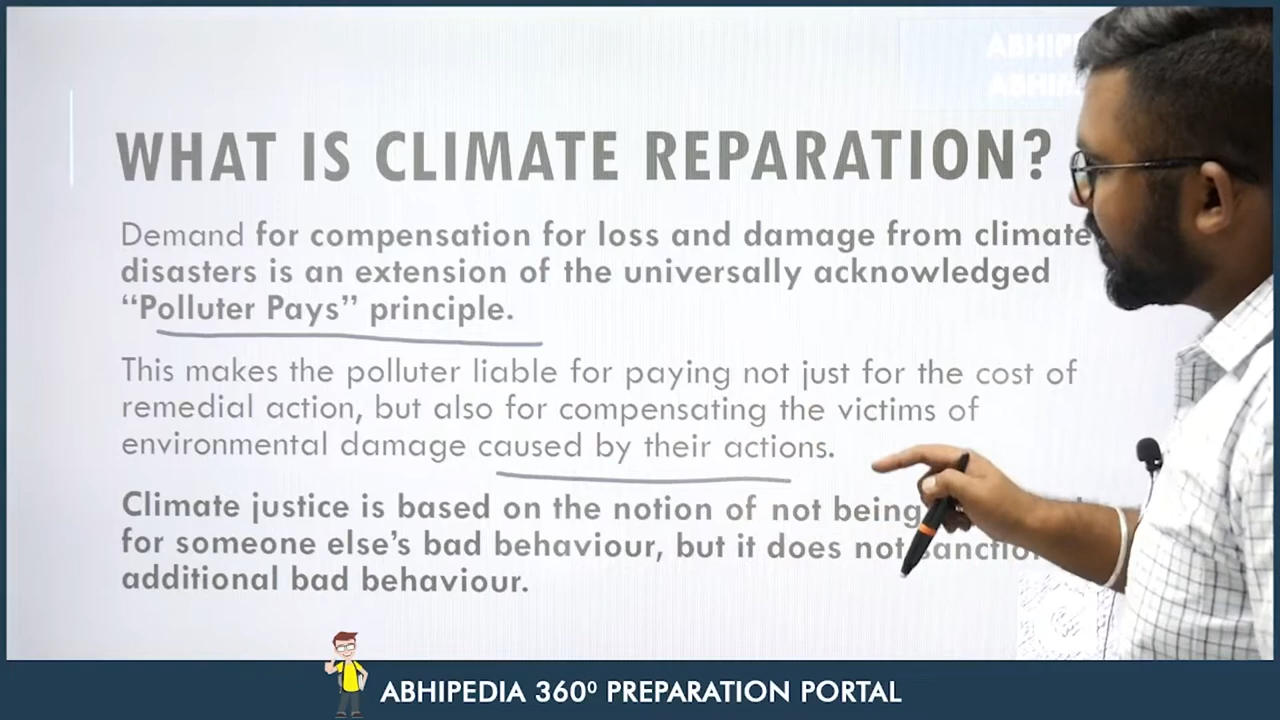 ABHIP
ABHIM
WHAT IS CLIMATE REPARATION?
Demand for compensation for loss and damage from climate
disasters is an extension of the universally acknowledged
“Polluter Pays” principle.
This makes the polluter liable for paying not just for the cost of
remedial action, but also for compensating the victims of
environmental damage caused by their actions.
Climate justice is based on the notion of not being
for someone else’s bad behaviour, but it does not sanction
additional bad behaviour.
ABHIPEDIA 360⁰ PREPARATION PORTAL